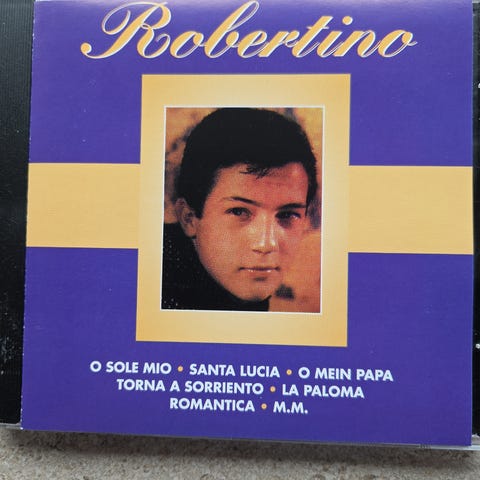 Robertino
O SOLE MIO • SANTA LUCIA • O MEIN PAPA
TORNA A SORRIENTO • LA PALOMA
ROMANTICA • M.M.